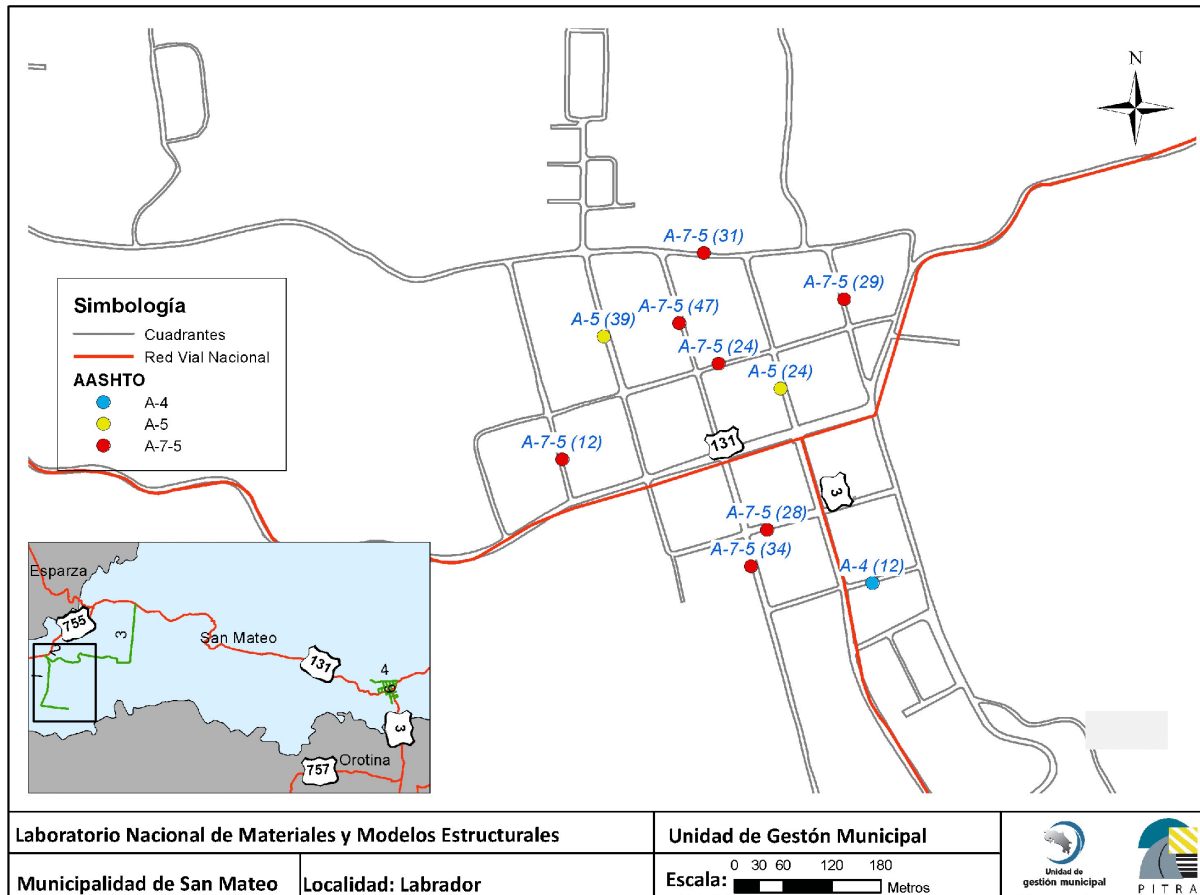 N
A-7-5 (31)
A-7-5 (29)
A-7-5 (47)
A-5 (39)
A-7-5 (24)
A-5 (24)
A-7-5 (12)
131
3
A-7-5 (28)
A-7-5 (34)
A-4 (12)
Simbología
Cuadrantes
Red Vial Nacional
AASHTO
A-4
A-5
A-7-5
Esparza
755
3
San Mateo
2
1
131
4
3
Orotina
757
Laboratorio Nacional de Materiales y Modelos Estructurales
Unidad de Gestión Municipal
Municipalidad de San Mateo
Localidad: Labrador
Escala:
0 30 60 120 180
Metros
Unidad de
gestión municipal
PITRA